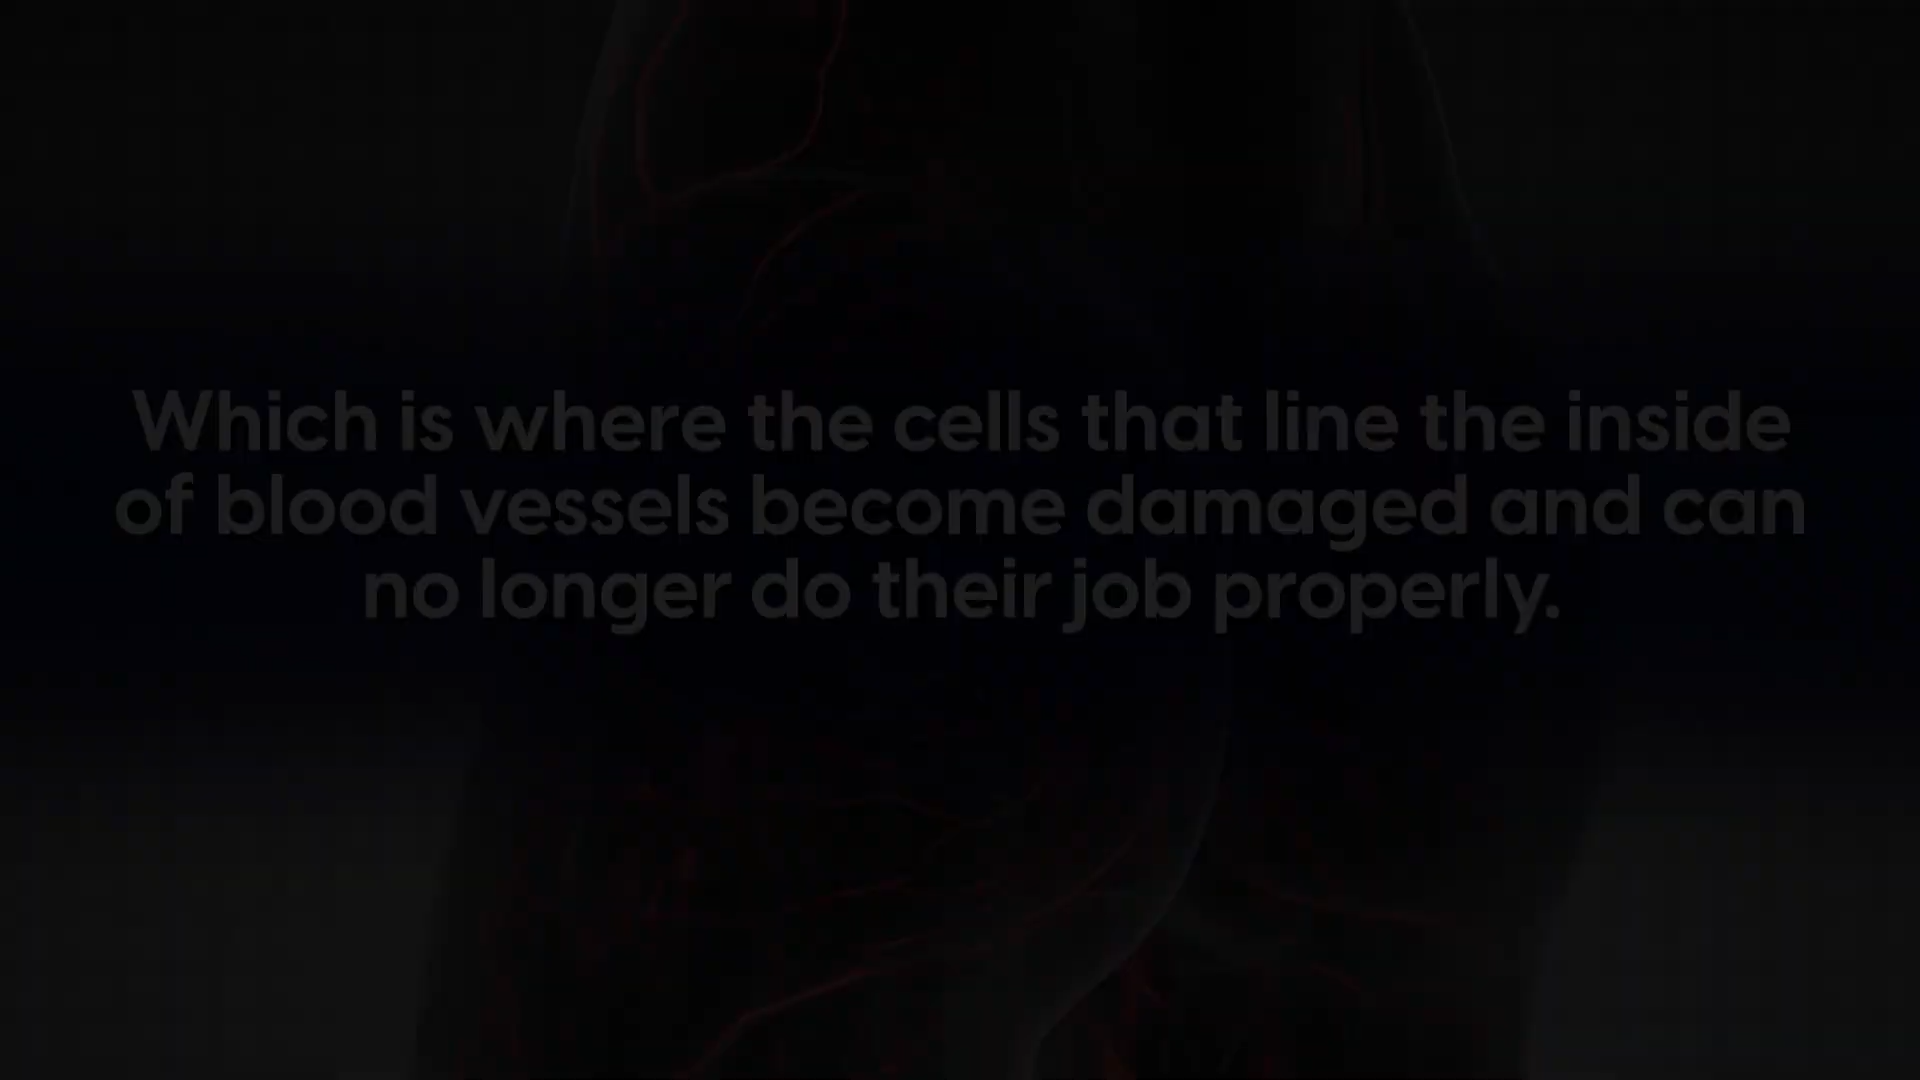 Which is where the cells that line the inside
of blood vessels become damaged and can
no longer do their job properly.